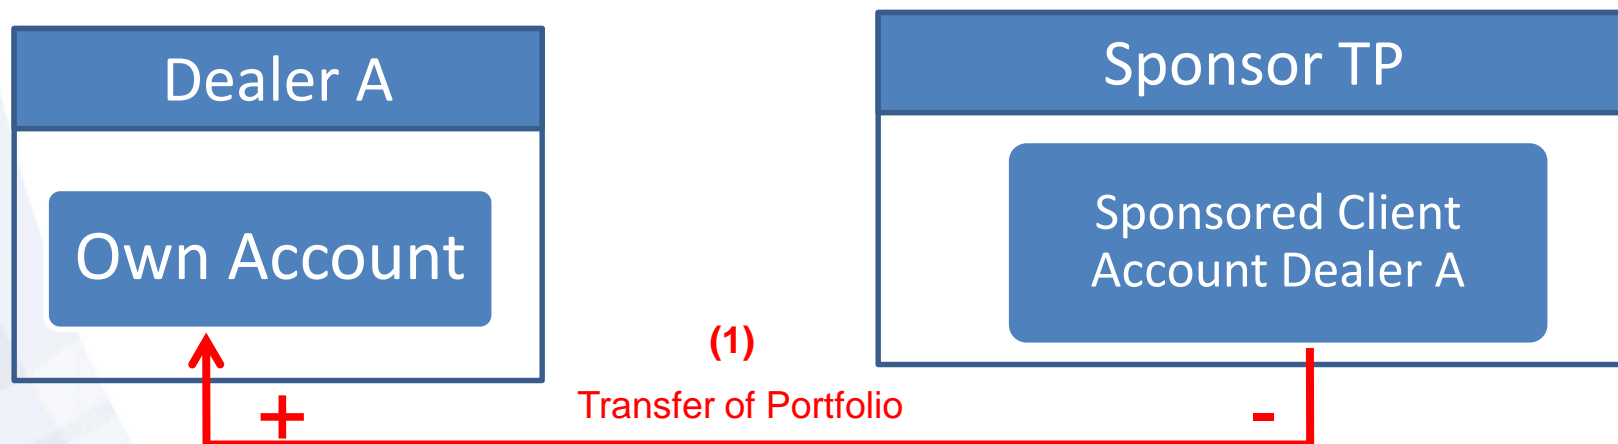 Dealer A
Own Account
Sponsor TP
Sponsored Client
Account Dealer A
(1)
Transfer of Portfolio
+
-